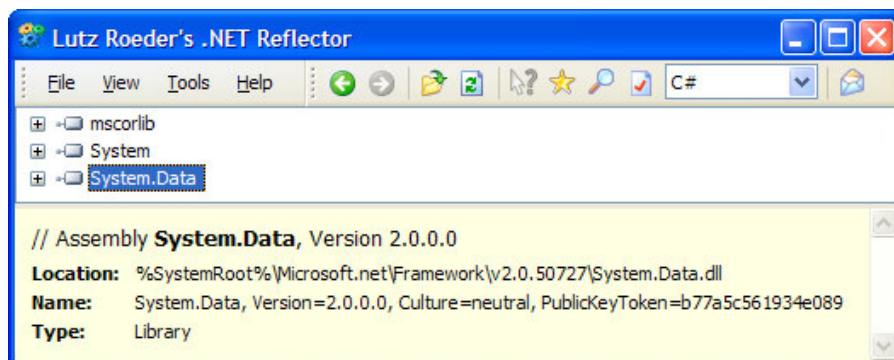 Lutz Roeder's .NET Reflector
File View Tools Help C#
mscorlib
System
System.Data
// Assembly System.Data, Version 2.0.0.0
Location: %SystemRoot%\Microsoft.net\Framework\v2.0.50727\System.Data.dll
Name: System.Data, Version=2.0.0.0, Culture=neutral, PublicKeyToken=b77a5c561934e089
Type: Library